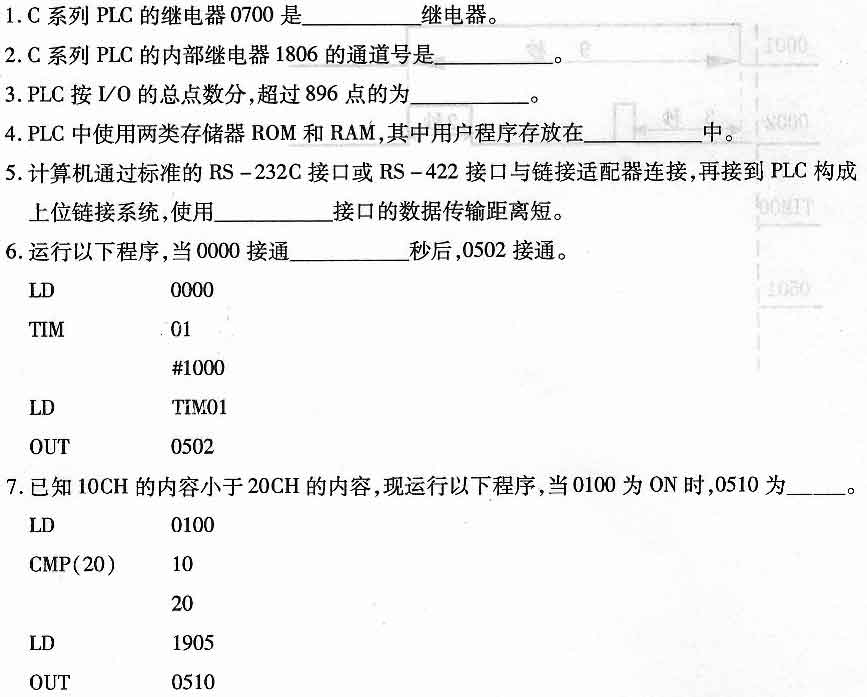 1. C 系列 PLC 的继电器 0700 是__________继电器。
2. C 系列 PLC 的内部继电器 1806 的通道号是__________。
3. PLC 按 I/O 的总点数分,超过 896 点的为__________。
4. PLC 中使用两类存储器 ROM 和 RAM,其中用户程序存放在__________中。
5. 计算机通过标准的 RS-232C 接口或 RS-422 接口与链接适配器连接,再接到 PLC 构成
上位链接系统,使用__________接口的数据传输距离短。
6. 运行以下程序,当 0000 接通__________秒后,0502 接通。
LD 0000
TIM 01
#1000
LD TIM01
OUT 0502
7. 已知 10CH 的内容小于 20CH 的内容,现运行以下程序,当 0100 为 ON 时,0510 为_____。
LD 0100
CMP(20) 10
20
LD 1905
OUT 0510